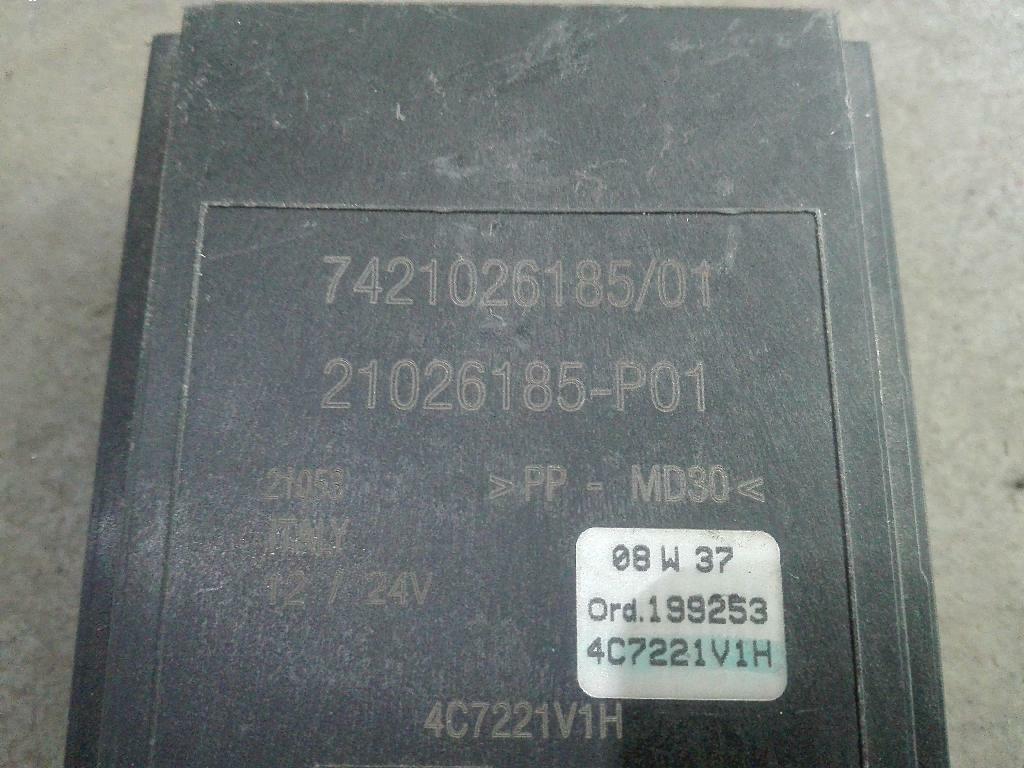 7421026185/01
21026185-P01
21053
>PP - MD30<
ITALY
12 / 24V
08 W 37
Ord.199253
4C7221V1H
4C7221V1H